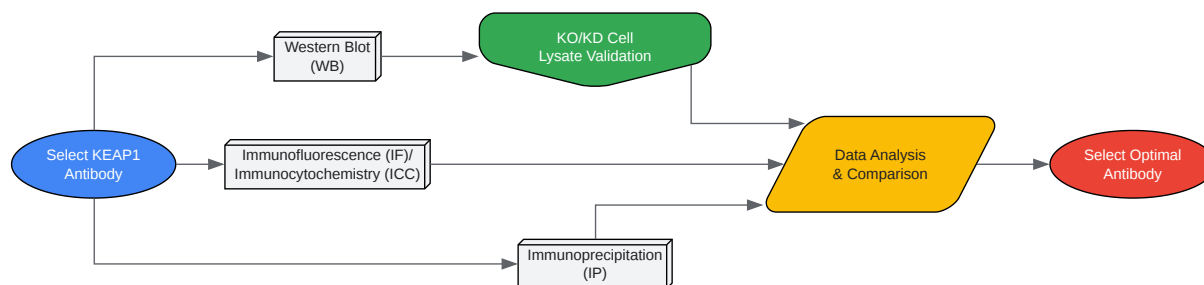 Western Blot
(WB)
KO/KD Cell
Lysate Validation
Select KEAP1
Antibody
Immunofluorescence (IF)/
Immunocytochemistry (ICC)
Data Analysis
& Comparison
Select Optimal
Antibody
Immunoprecipitation
(IP)